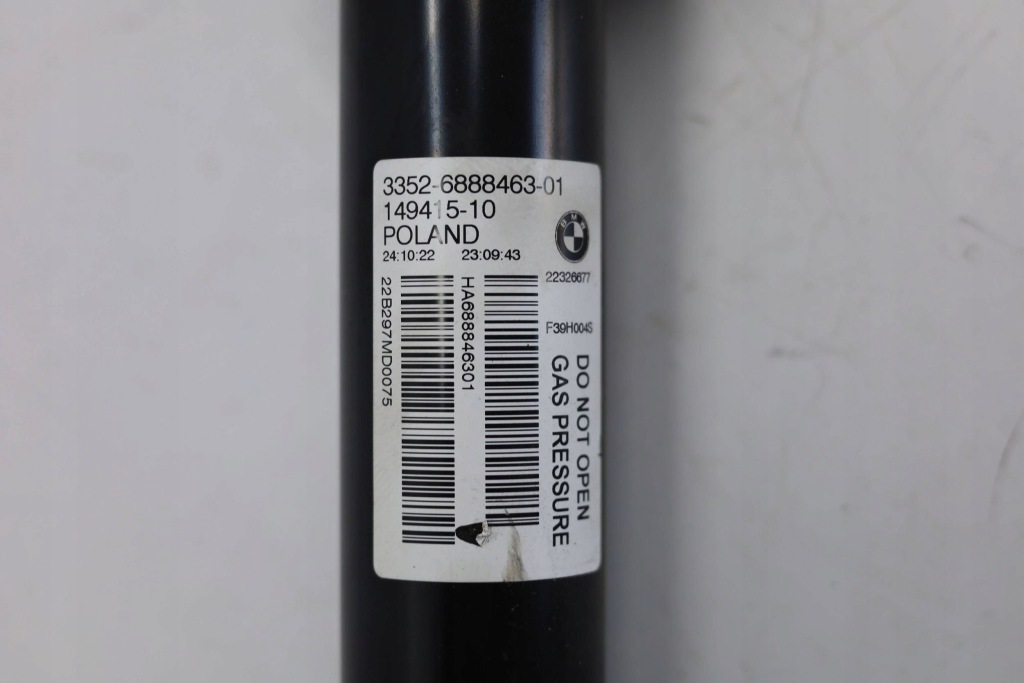 3352-6888463-01
149415-10
POLAND
24:10:22 23:09:43
BMW
22326677
F39H004S
22B297MD0075
HA688846301
DO NOT OPEN
GAS PRESSURE